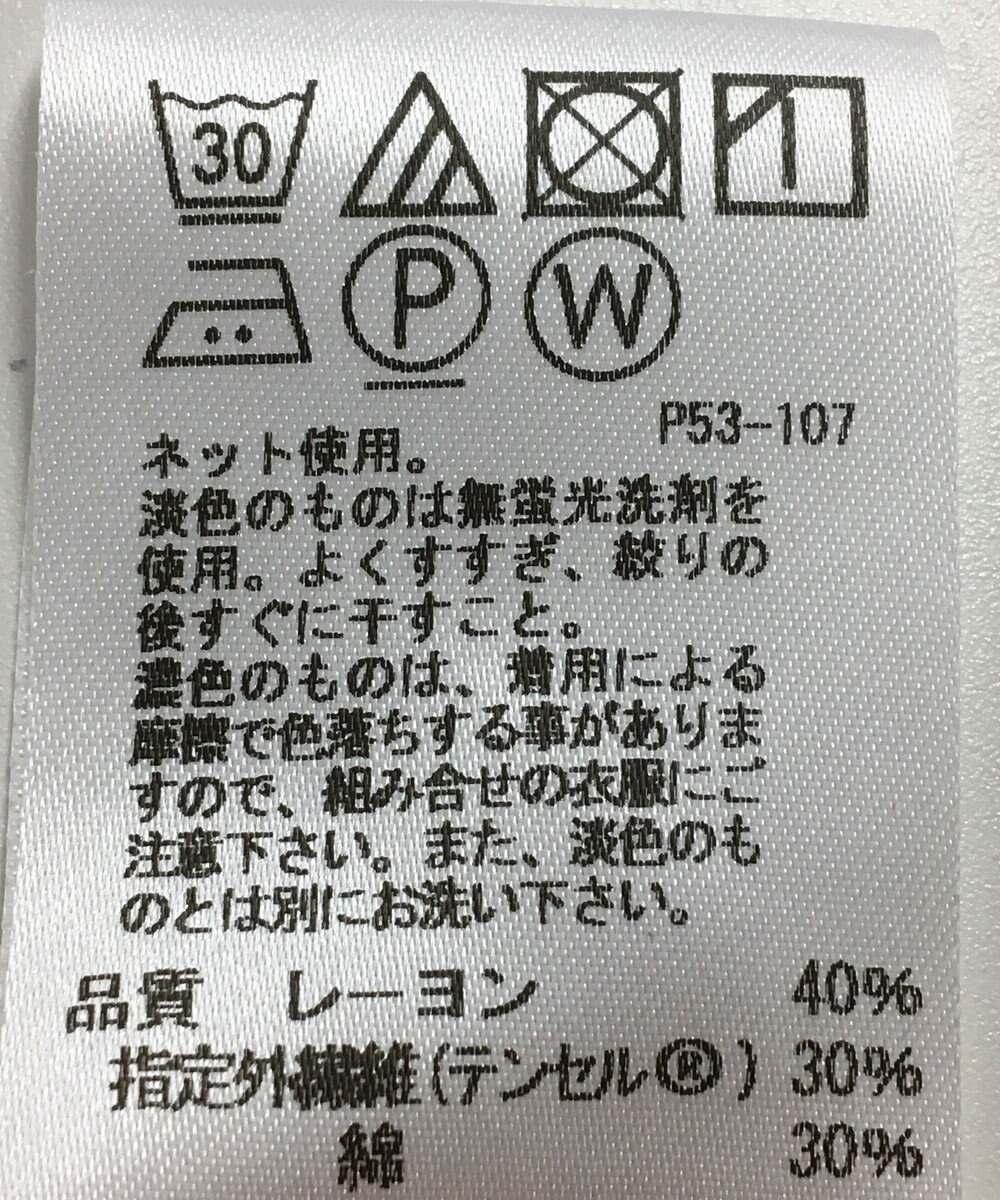 30
P
W
P53-107
ネット使用。
淡色のものは無蛍光洗剤を
使用。よくすすぎ、絞りの
後すぐに干すこと。
濃色のものは、着用による
摩擦で色落ちする事がありま
すので、組み合せの衣服にご
注意下さい。また、淡色のも
のとは別にお洗い下さい。
品質 レーヨン 40%
指定外繊維(テンセル®) 30%
綿 30%